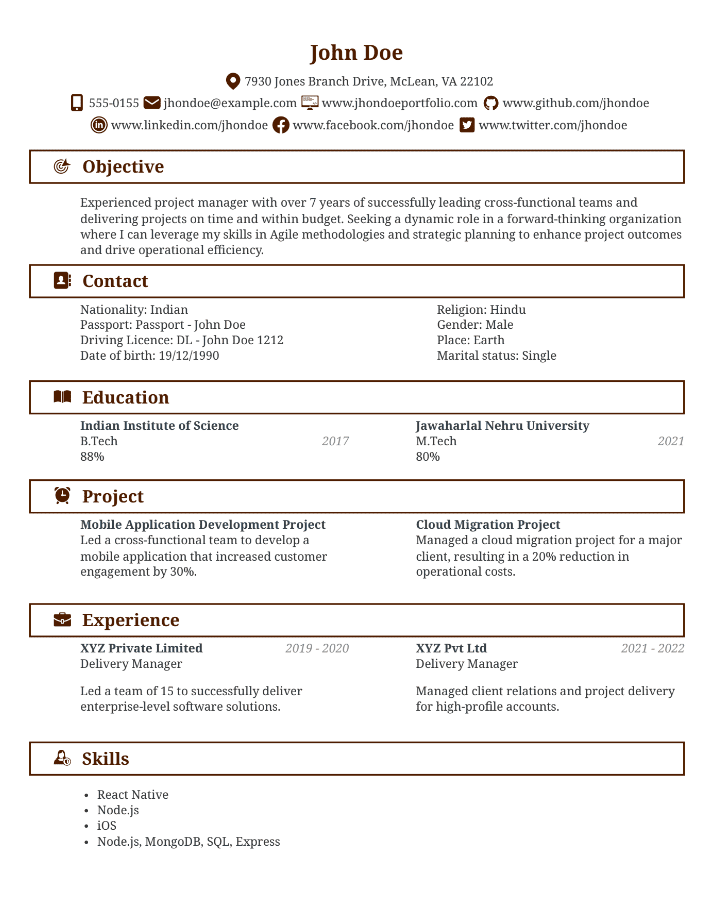 John Doe
7930 Jones Branch Drive, McLean, VA 22102
555-0155 jhondoe@example.com www.jhondoeportfolio.com www.github.com/jhondoe
www.linkedin.com/jhondoe www.facebook.com/jhondoe www.twitter.com/jhondoe
Objective
Experienced project manager with over 7 years of successfully leading cross-functional teams and
delivering projects on time and within budget. Seeking a dynamic role in a forward-thinking organization
where I can leverage my skills in Agile methodologies and strategic planning to enhance project outcomes
and drive operational efficiency.
Contact
Nationality: Indian
Passport: Passport - John Doe
Driving Licence: DL - John Doe 1212
Date of birth: 19/12/1990
Religion: Hindu
Gender: Male
Place: Earth
Marital status: Single
Education
Indian Institute of Science
B.Tech 2017
88%
Jawaharlal Nehru University
M.Tech 2021
80%
Project
Mobile Application Development Project
Led a cross-functional team to develop a
mobile application that increased customer
engagement by 30%.
Cloud Migration Project
Managed a cloud migration project for a major
client, resulting in a 20% reduction in
operational costs.
Experience
XYZ Private Limited 2019 - 2020
Delivery Manager
Led a team of 15 to successfully deliver
enterprise-level software solutions.
XYZ Pvt Ltd 2021 - 2022
Delivery Manager
Managed client relations and project delivery
for high-profile accounts.
Skills
• React Native
• Node.js
• iOS
• Node.js, MongoDB, SQL, Express